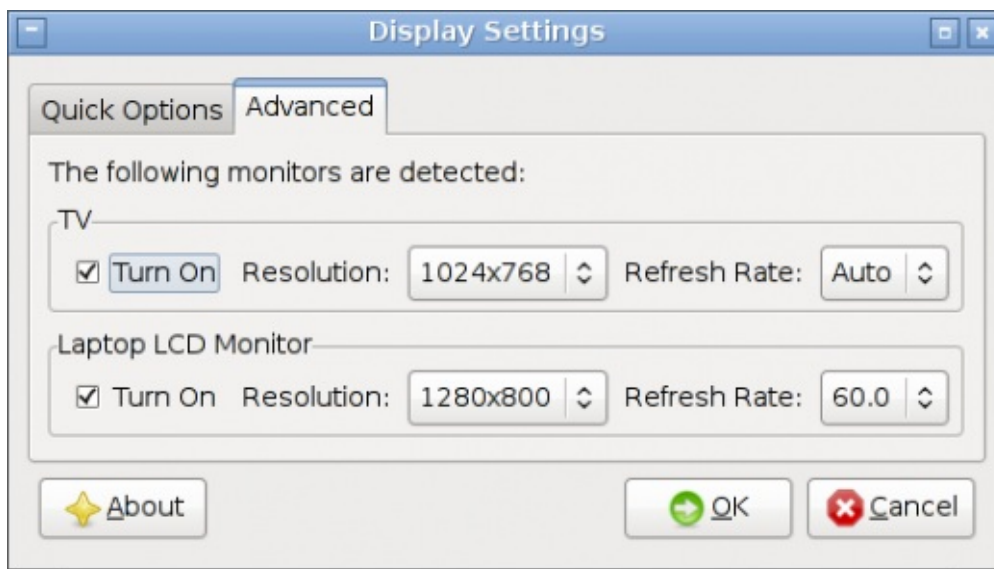 Display Settings
Quick Options Advanced
The following monitors are detected:
TV
Turn On Resolution: 1024x768 Refresh Rate: Auto
Laptop LCD Monitor
Turn On Resolution: 1280x800 Refresh Rate: 60.0
About OK Cancel